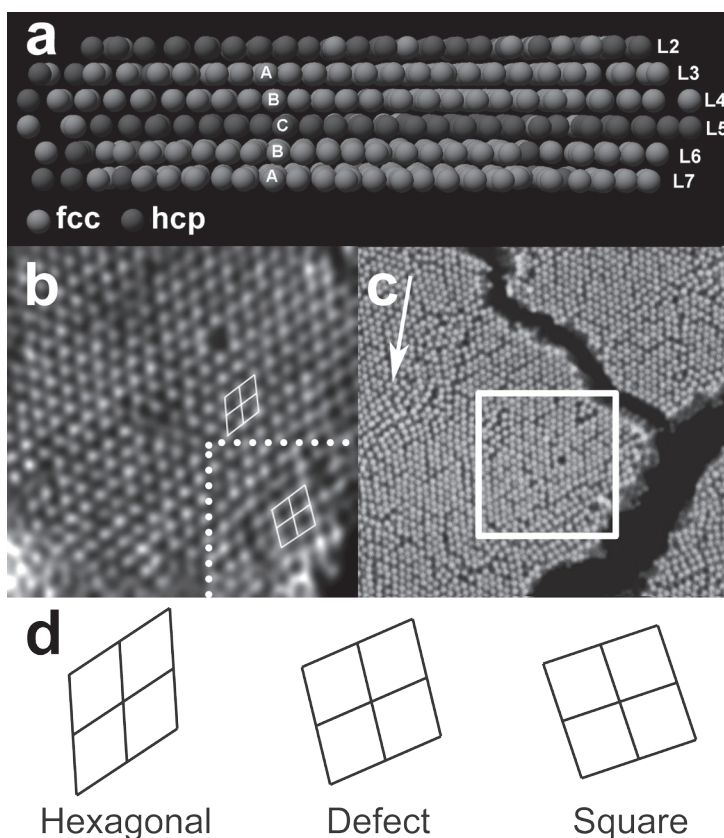 a
L2
A L3
B L4
C L5
B L6
A L7
fcc hcp
b c
d
Hexagonal Defect Square